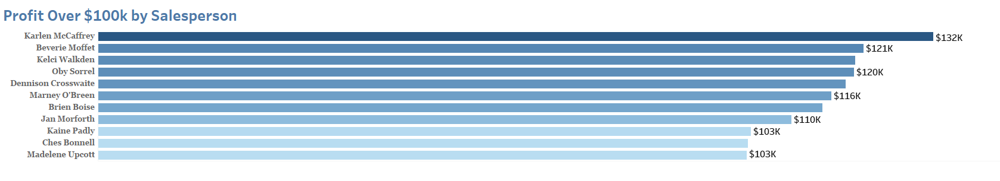 Profit Over $100k by Salesperson
Karlen McCaffrey $132K
Beverie Moffet $121K
Kelci Walkden
Oby Sorrel $120K
Dennison Crosswaite
Marney O'Breen $116K
Brien Boise
Jan Morforth $110K
Kaine Padly $103K
Ches Bonnell
Madelene Upcott $103K